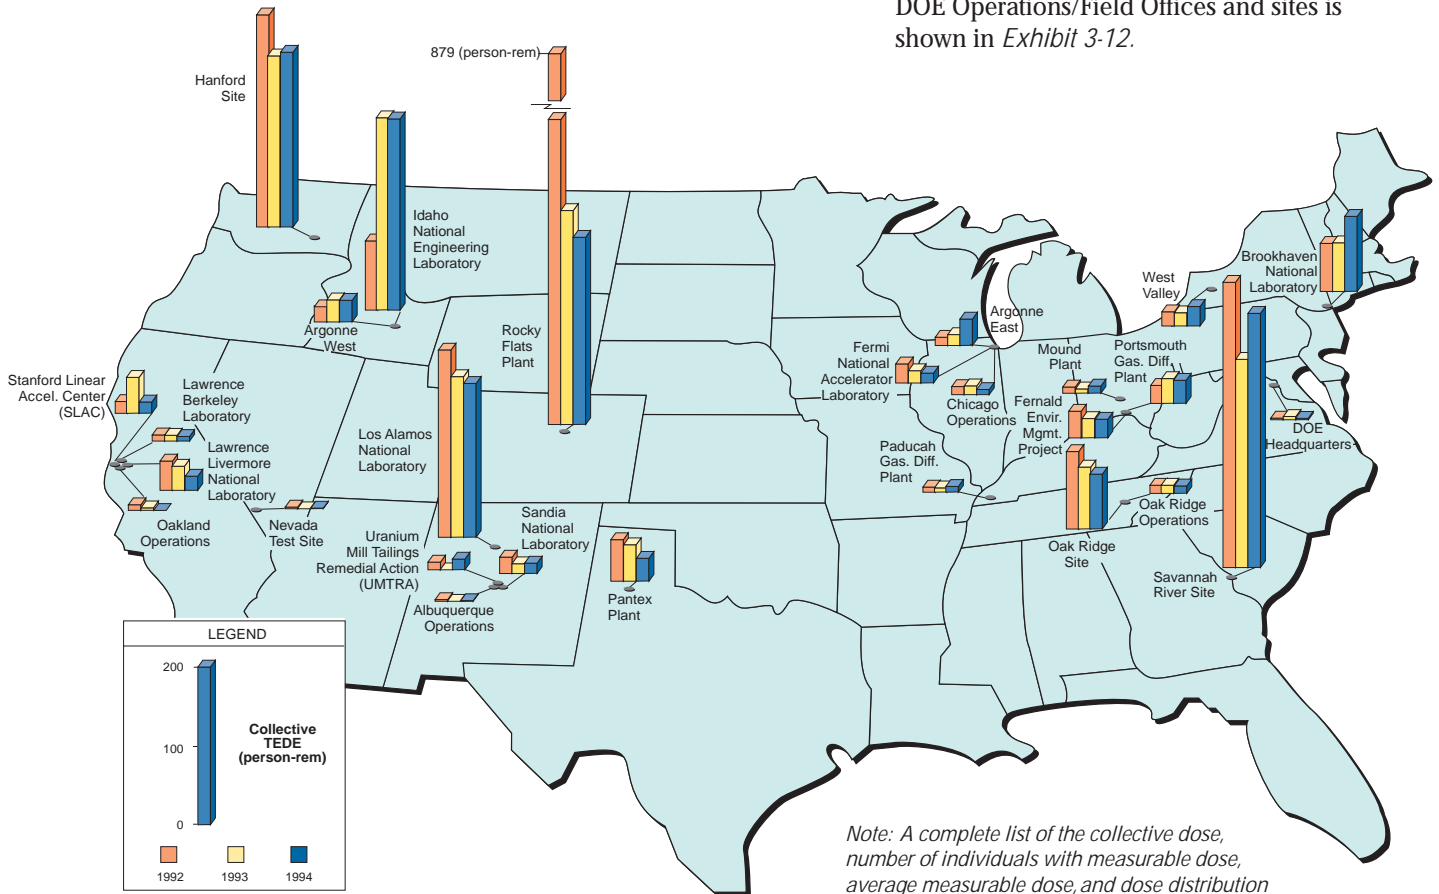 DOE Operations/Field Offices and sites is
shown in Exhibit 3-12.
879 (person-rem)
Hanford
Site
Idaho
National
Engineering
Laboratory
Argonne
West
Rocky
Flats
Plant
Stanford Linear
Accel. Center
(SLAC)
Lawrence
Berkeley
Laboratory
Lawrence
Livermore
National
Laboratory
Oakland
Operations
Nevada
Test Site
Los Alamos
National
Laboratory
Uranium
Mill Tailings
Remedial Action
(UMTRA)
Sandia
National
Laboratory
Albuquerque
Operations
Pantex
Plant
Argonne
East
Fermi
National
Accelerator
Laboratory
Chicago
Operations
Mound
Plant
Fernald
Envir.
Mgmt.
Project
Paducah
Gas. Diff.
Plant
West
Valley
Portsmouth
Gas. Diff.
Plant
Brookhaven
National
Laboratory
DOE
Headquarters
Oak Ridge
Operations
Oak Ridge
Site
Savannah
River Site
LEGEND
200
100
0
Collective
TEDE
(person-rem)
1992
1993
1994
Note: A complete list of the collective dose,
number of individuals with measurable dose,
average measurable dose, and dose distribution